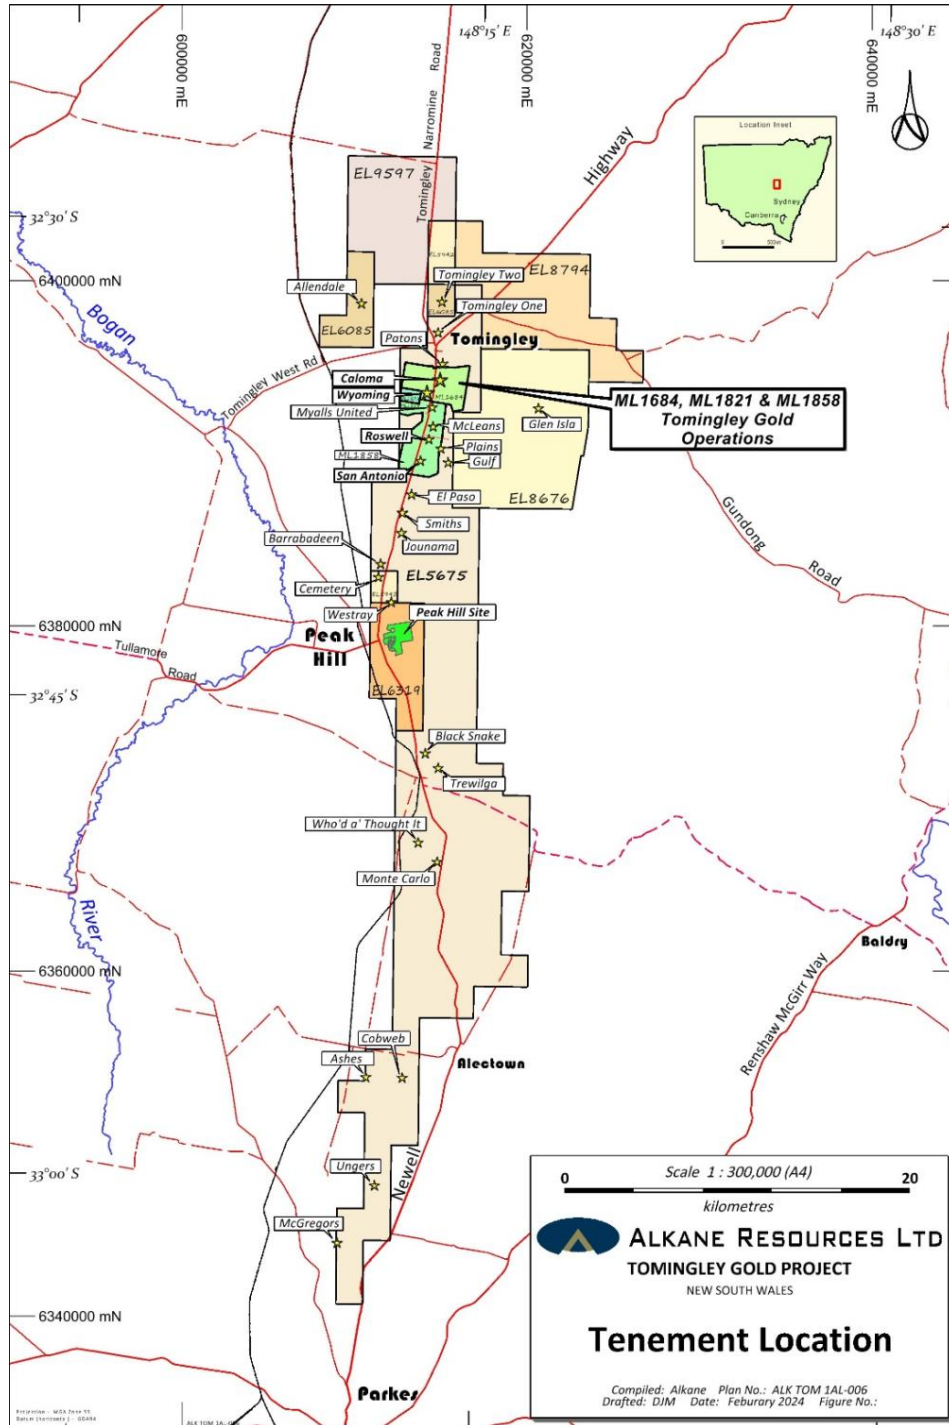 148°15' E
148°30' E
600000 mE
620000 mE
640000 mE
Tomingley Narromine Road
Highway
Location Inset
Sydney
Canberra
0
32°30' S
EL9597
6400000 mN
EL8794
Tomingley Two
Allendale
Tomingley One
EL6085
Bogan
Patons
Tomingley
Tomingley West Rd
Caloma
Wyoming
ML1684, ML1821 & ML1858
Tomingley Gold
Operations
Myalls United
McLeans
Glen Isla
Roswell
Plains
ML1858
Gulf
San Antonio
EL8676
El Paso
Smiths
Gundong
Road
Jounama
Barrabadeen
EL5675
Cemetery
Westray
Peak Hill Site
6380000 mN
Peak
Hill
Tullamore
Road
EL6319
32°45' S
Black Snake
Trewilga
Who'd a' Thought It
Monte Carlo
River
Baldry
6360000 mN
Renshaw McGirr Way
Cobweb
Ashes
Alectown
33°00' S
Ungers
Newell
McGregors
6340000 mN
Parkes
Scale 1 : 300,000 (A4)
0
20
kilometres
ALKANE RESOURCES LTD
TOMINGLEY GOLD PROJECT
NEW SOUTH WALES
Tenement Location
Compiled: Alkane Plan No.: ALK TOM 1AL-006
Drafted: DJM Date: Feburary 2024 Figure No.:
ALK TOM 1AL-006